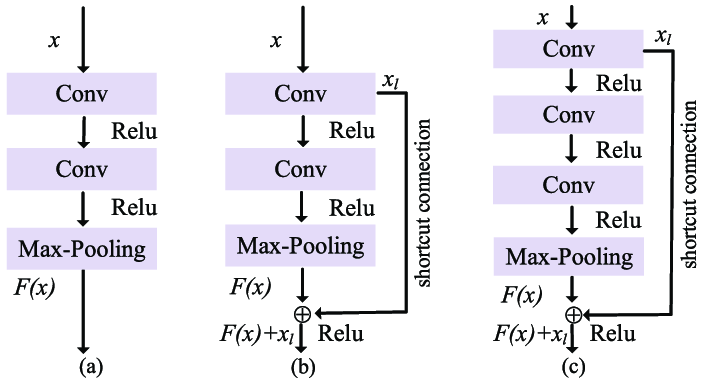 x
Conv
Relu
Conv
Relu
Max-Pooling
F(x)
(a)
x
Conv
x_l
Relu
Conv
Relu
Max-Pooling
F(x)
⊕
F(x)+x_l
Relu
shortcut connection
(b)
x
Conv
x_l
Relu
Conv
Relu
Conv
Relu
Max-Pooling
F(x)
⊕
F(x)+x_l
Relu
shortcut connection
(c)